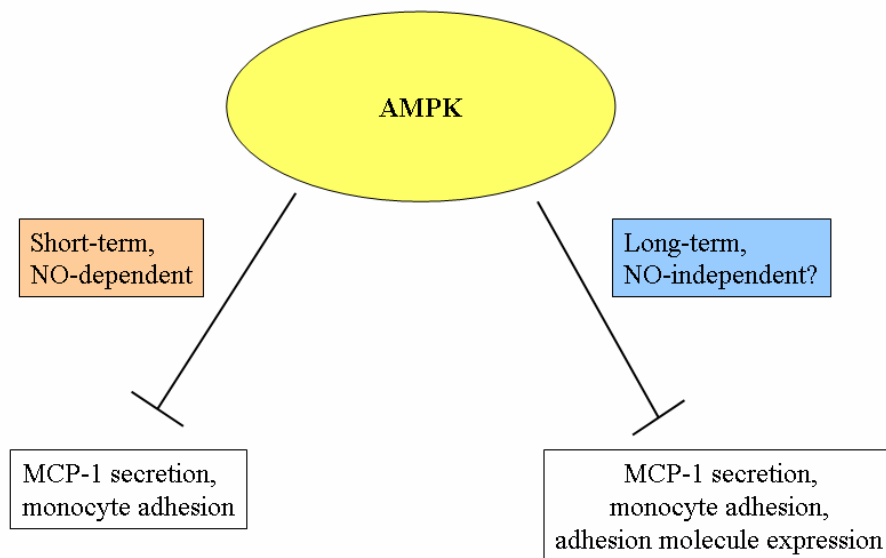 AMPK
Short-term,
NO-dependent
Long-term,
NO-independent?
MCP-1 secretion,
monocyte adhesion
MCP-1 secretion,
monocyte adhesion,
adhesion molecule expression